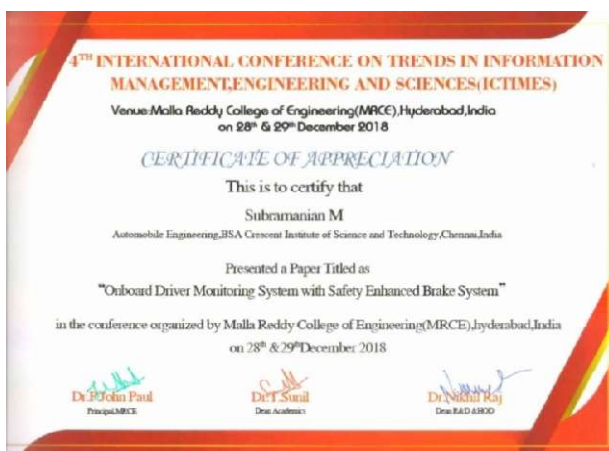 4TH INTERNATIONAL CONFERENCE ON TRENDS IN INFORMATION
MANAGEMENT,ENGINEERING AND SCIENCES(ICTIMES)
Venue:Malla Reddy College of Engineering(MRCE),Hyderabad,India
on 28th & 29th December 2018
CERTIFICATE OF APPRECIATION
This is to certify that
Subramanian M
Automobile Engineering,BSA Crescent Institute of Science and Technology,Chennai,India
Presented a Paper Titled as
"Onboard Driver Monitoring System with Safety Enhanced Brake System"
in the conference organized by Malla Reddy College of Engineering(MRCE),hyderabad,India
on 28th &29thDecember 2018
Dr.P.John Paul Dr.T.Sunil Dr.Nikhil Raj
Principal,MRCE Dean Academics Dean R&D &HOD